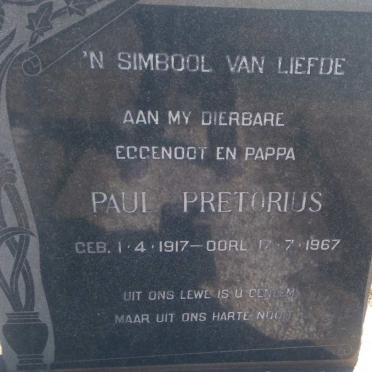 'N SIMBOOL VAN LIEFDE
AAN MY DIERBARE
EGGENOOT EN PAPPA
PAUL PRETORIUS
GEB. 1·4·1917—OORL 17·7·1967
UIT ONS LEWE IS U GENEEM
MAAR UIT ONS HARTE NOOIT